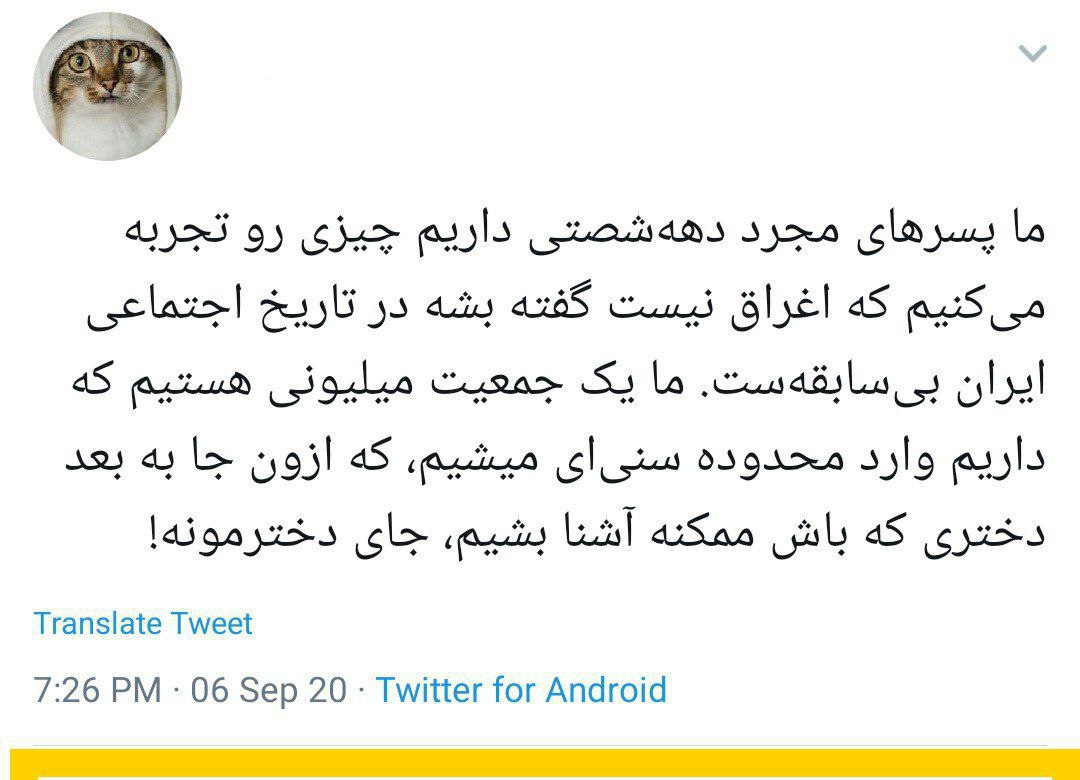 ما پسرهای مجرد دهه‌شصتی داریم چیزی رو تجربه
می‌کنیم که اغراق نیست گفته بشه در تاریخ اجتماعی
ایران بی‌سابقه‌ست. ما یک جمعیت میلیونی هستیم که
داریم وارد محدوده سنی‌ای میشیم، که ازون جا به بعد
دختری که باش ممکنه آشنا بشیم، جای دخترمونه!
Translate Tweet
7:26 PM · 06 Sep 20 · Twitter for Android